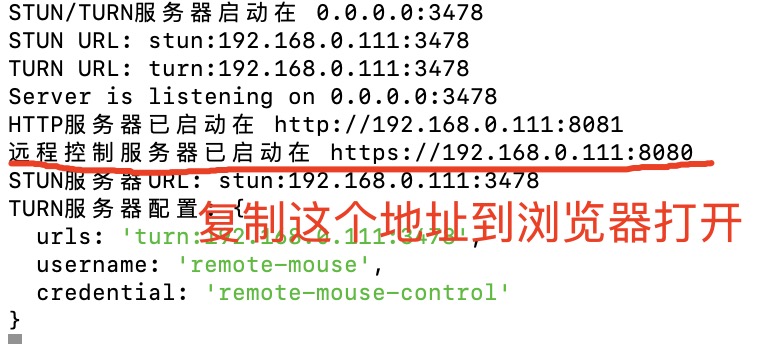 STUN/TURN服务器启动在 0.0.0.0:3478
STUN URL: stun:192.168.0.111:3478
TURN URL: turn:192.168.0.111:3478
Server is listening on 0.0.0.0:3478
HTTP服务器已启动在 http://192.168.0.111:8081
远程控制服务器已启动在 https://192.168.0.111:8080
STUN服务器URL: stun:192.168.0.111:3478
TURN服务器配置: {
复制这个地址到浏览器打开
urls: 'turn:192.168.0.111:3478',
username: 'remote-mouse',
credential: 'remote-mouse-control'
}